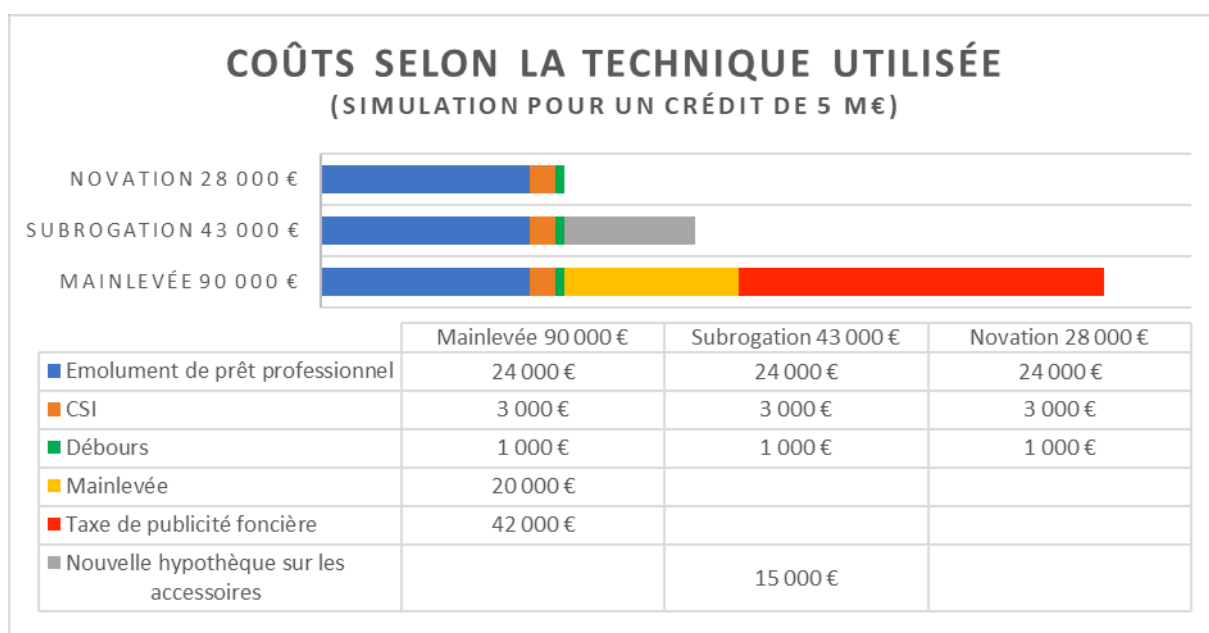 COÛTS SELON LA TECHNIQUE UTILISÉE
(SIMULATION POUR UN CRÉDIT DE 5 M€)
NOVATION 28 000 €
SUBROGATION 43 000 €
MAINLEVÉE 90 000 €
Mainlevée 90 000 € Subrogation 43 000 € Novation 28 000 €
Emolument de prêt professionnel 24 000 € 24 000 € 24 000 €
CSI 3 000 € 3 000 € 3 000 €
Débours 1 000 € 1 000 € 1 000 €
Mainlevée 20 000 €
Taxe de publicité foncière 42 000 €
Nouvelle hypothèque sur les
accessoires 15 000 €